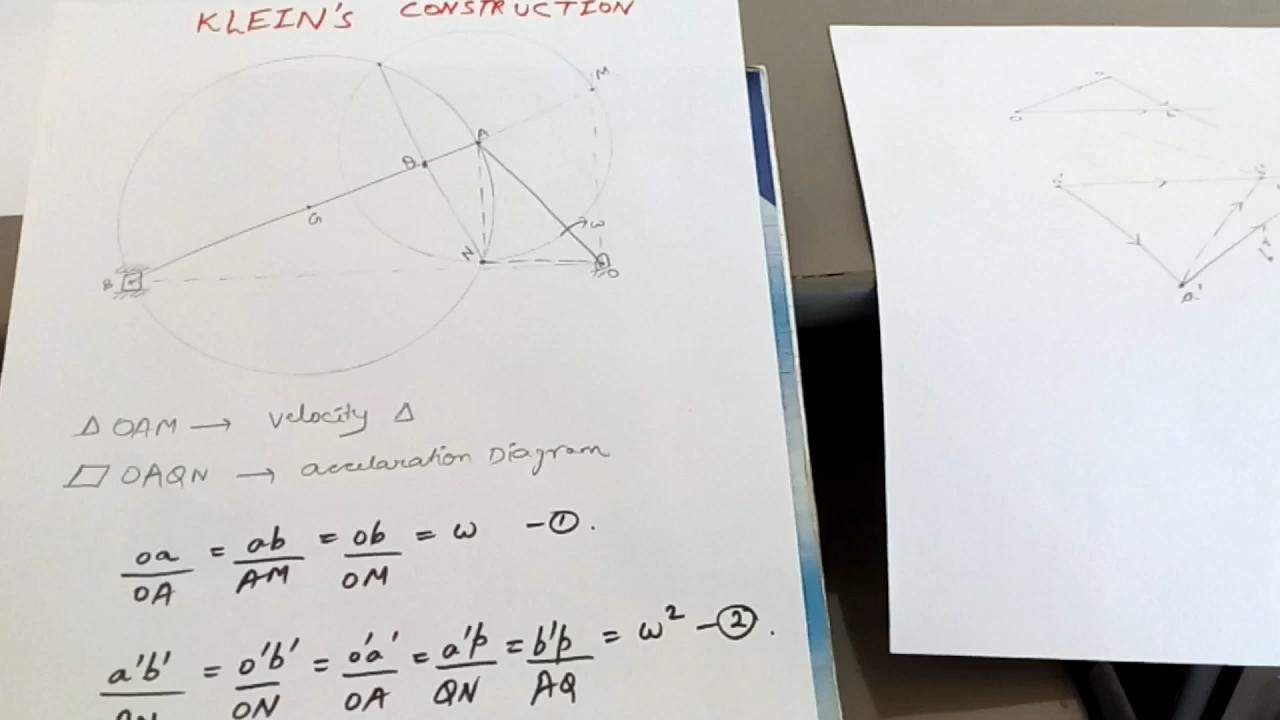 KLEIN'S CONSTRUCTION
M
A
Q
G
ω
N
B
O
Δ OAM → velocity Δ
▱ OAQN → accelaration Diagram
oa/OA = ab/AM = ob/OM = ω -①.
a'b'/ = o'b'/ON = o'a'/OA = a'p/QN = b'p/AQ = ω² -②.
o
a'